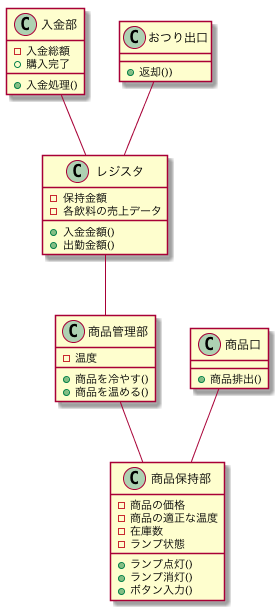 C 入金部
入金総額
購入完了
入金処理()
C おつり出口
返却())
C レジスタ
保持金額
各飲料の売上データ
入金金額()
出勤金額()
C 商品管理部
温度
商品を冷やす()
商品を温める()
C 商品口
商品排出()
C 商品保持部
商品の価格
商品の適正な温度
在庫数
ランプ状態
ランプ点灯()
ランプ消灯()
ボタン入力()